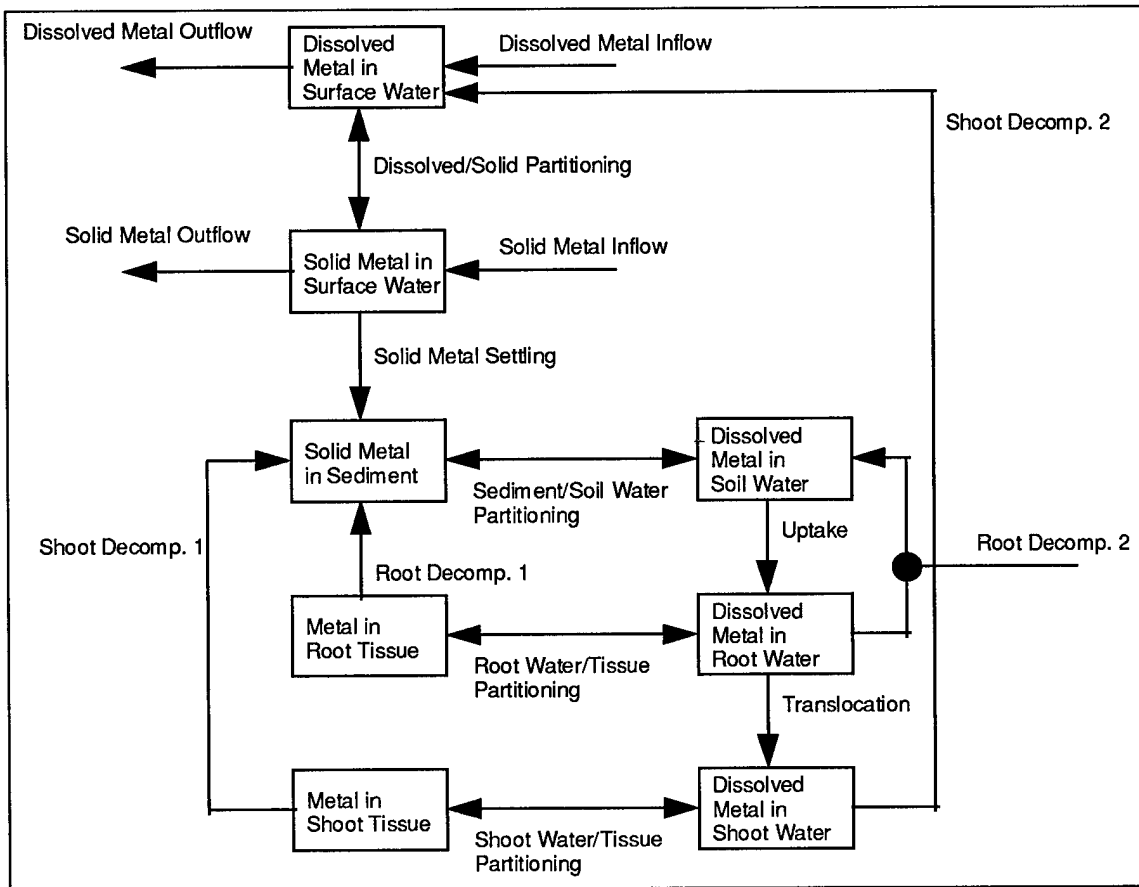 Dissolved Metal Outflow
Dissolved
Metal in
Surface Water
Dissolved Metal Inflow
Shoot Decomp. 2
Dissolved/Solid Partitioning
Solid Metal Outflow
Solid Metal in
Surface Water
Solid Metal Inflow
Solid Metal Settling
Solid Metal
in Sediment
Dissolved
Metal in
Soil Water
Sediment/Soil Water
Partitioning
Shoot Decomp. 1
Uptake
Root Decomp. 2
Root Decomp. 1
Metal in
Root Tissue
Dissolved
Metal in
Root Water
Root Water/Tissue
Partitioning
Translocation
Metal in
Shoot Tissue
Dissolved
Metal in
Shoot Water
Shoot Water/Tissue
Partitioning